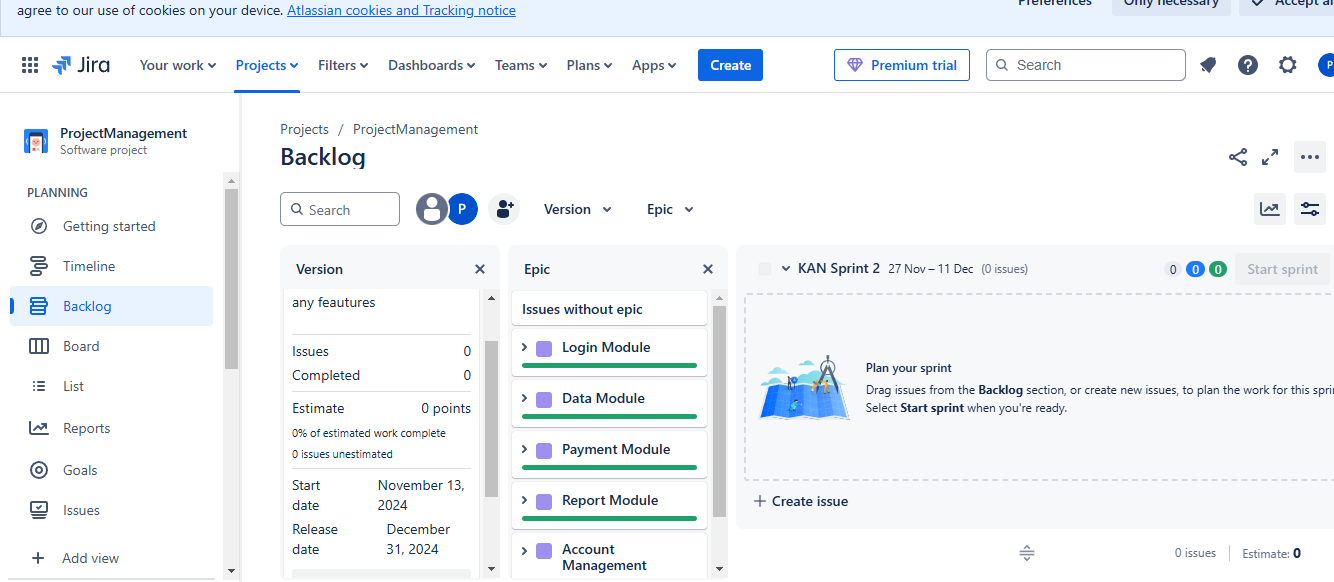 agree to our use of cookies on your device. Atlassian cookies and Tracking notice
Preferences
Only necessary
Accept
Jira
Your work
Projects
Filters
Dashboards
Teams
Plans
Apps
Create
Premium trial
Search
P
ProjectManagement
Software project
PLANNING
Getting started
Timeline
Backlog
Board
List
Reports
Goals
Issues
Add view
Projects / ProjectManagement
Backlog
Search
P
Version
Epic
Version
any feautures
Issues 0
Completed 0
Estimate 0 points
0% of estimated work complete
0 issues unestimated
Start date November 13, 2024
Release date December 31, 2024
Epic
Issues without epic
Login Module
Data Module
Payment Module
Report Module
Account
Management
KAN Sprint 2 27 Nov – 11 Dec (0 issues)
0 0 0
Start sprint
Plan your sprint
Drag issues from the Backlog section, or create new issues, to plan the work for this
Select Start sprint when you're ready.
+ Create issue
0 issues
Estimate: 0